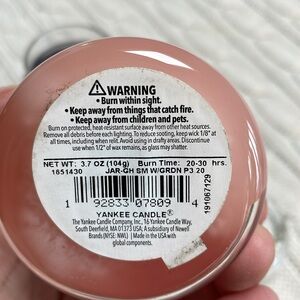 ⚠WARNING
• Burn within sight.
• Keep away from things that catch fire.
• Keep away from children and pets.
Burn on protected, heat resistant surface away from other heat sources.
Remove all debris before each lighting. To reduce sooting, keep wick 1/8" at
all times, including when relit. Avoid using in drafty areas. Discontinue
use when 1/2" of wax remains, as glass may shatter.
NET WT: 3.7 OZ (104g) Burn Time: 20-30 hrs.
1651430 JAR-GH SM W/GRDN P3 20
1 92833 07809 4
191067129
YANKEE CANDLE®
The Yankee Candle Company, Inc., 16 Yankee Candle Way,
South Deerfield, MA 01373 USA, A subsidiary of Newell
Brands (NYSE: NWL) | Made in the USA with
global components.